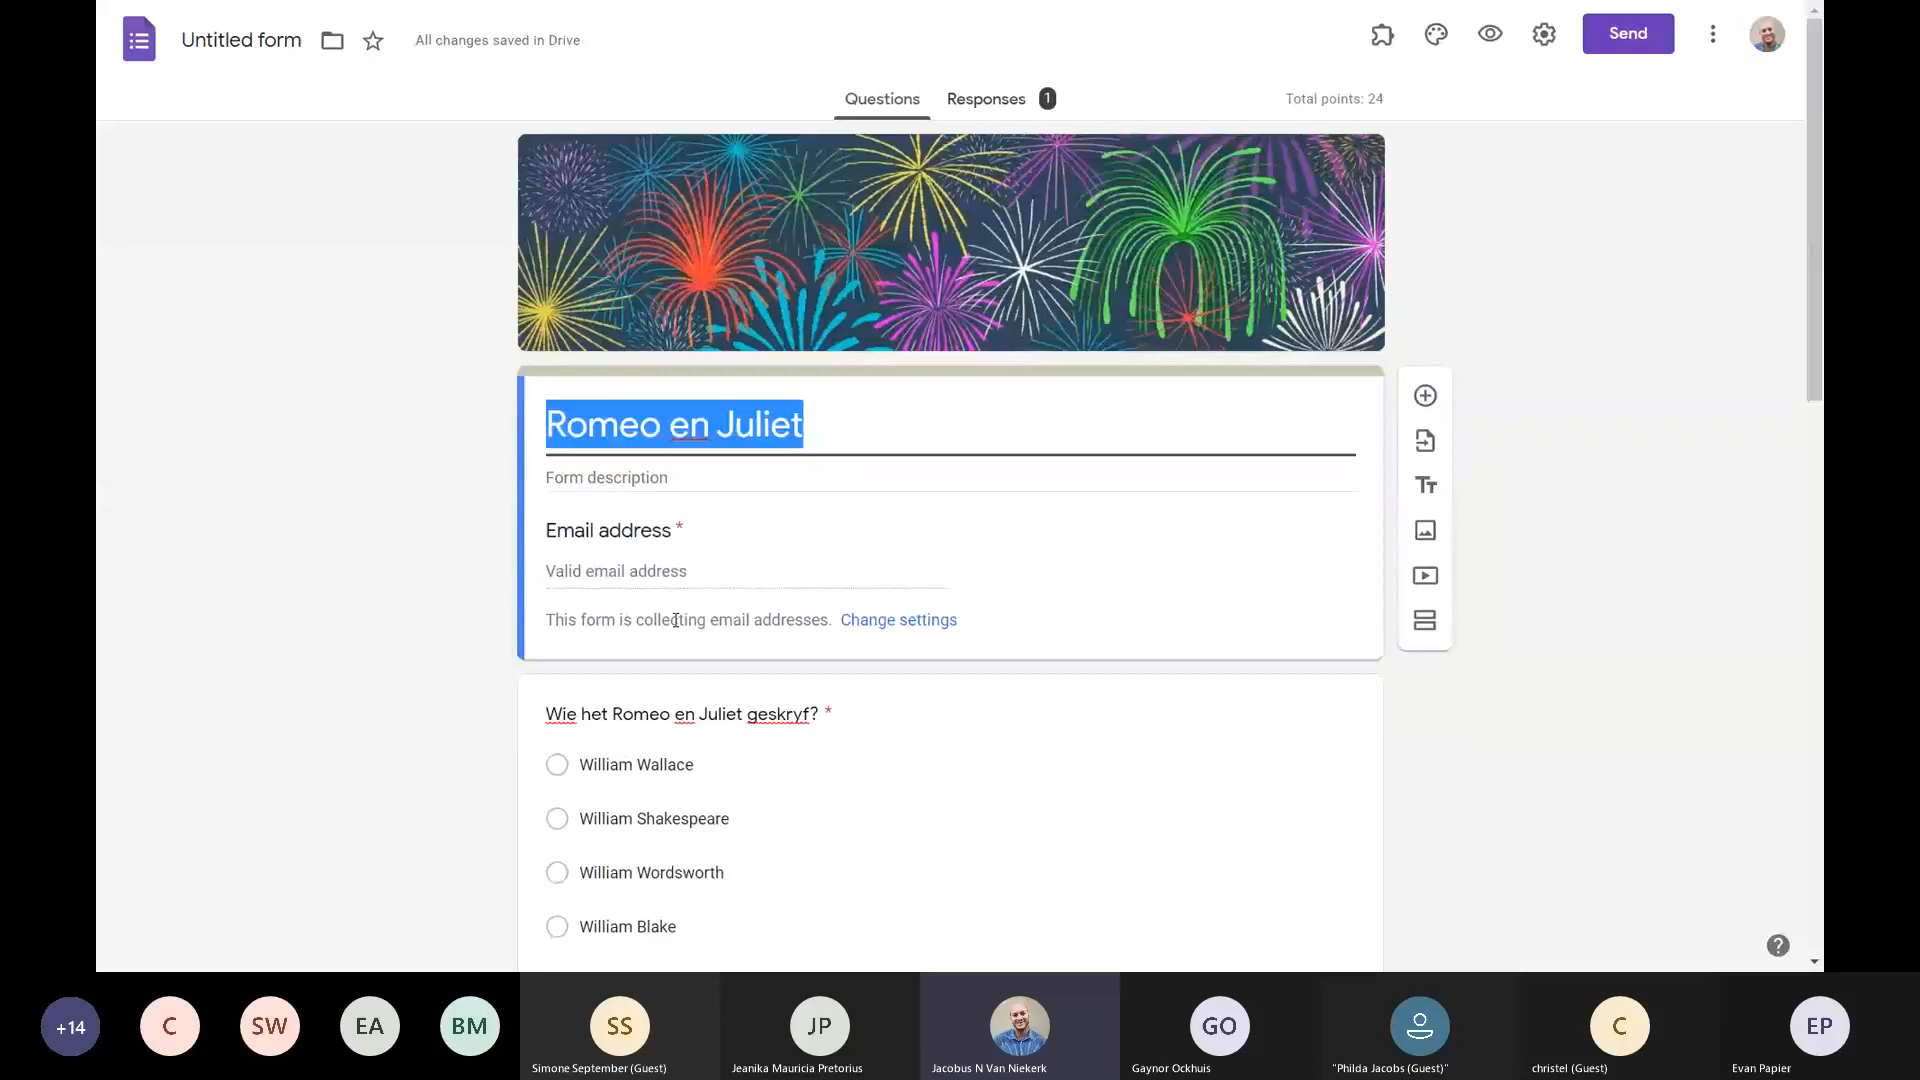 Untitled form
All changes saved in Drive
Send
Questions
Responses 1
Total points: 24
Romeo en Juliet
Form description
Email address *
Valid email address
This form is collecting email addresses. Change settings
Wie het Romeo en Juliet geskryf? *
William Wallace
William Shakespeare
William Wordsworth
William Blake
Tт
?
+14
C
SW
EA
BM
SS
JP
GO
C
EP
Simone September (Guest)
Jeanika Mauricia Pretorius
Jacobus N Van Niekerk
Gaynor Ockhuis
"Philda Jacobs (Guest)"
christel (Guest)
Evan Papier